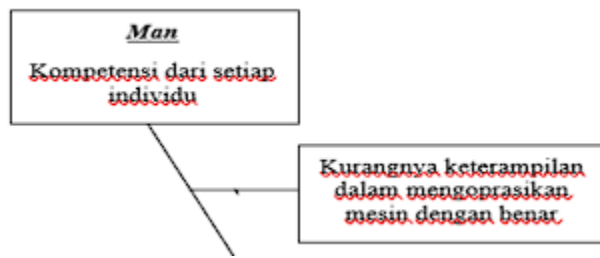 Man
Kompetensi dari setiap
individu
Kurangnya keterampilan
dalam mengoprasikan
mesin dengan benar